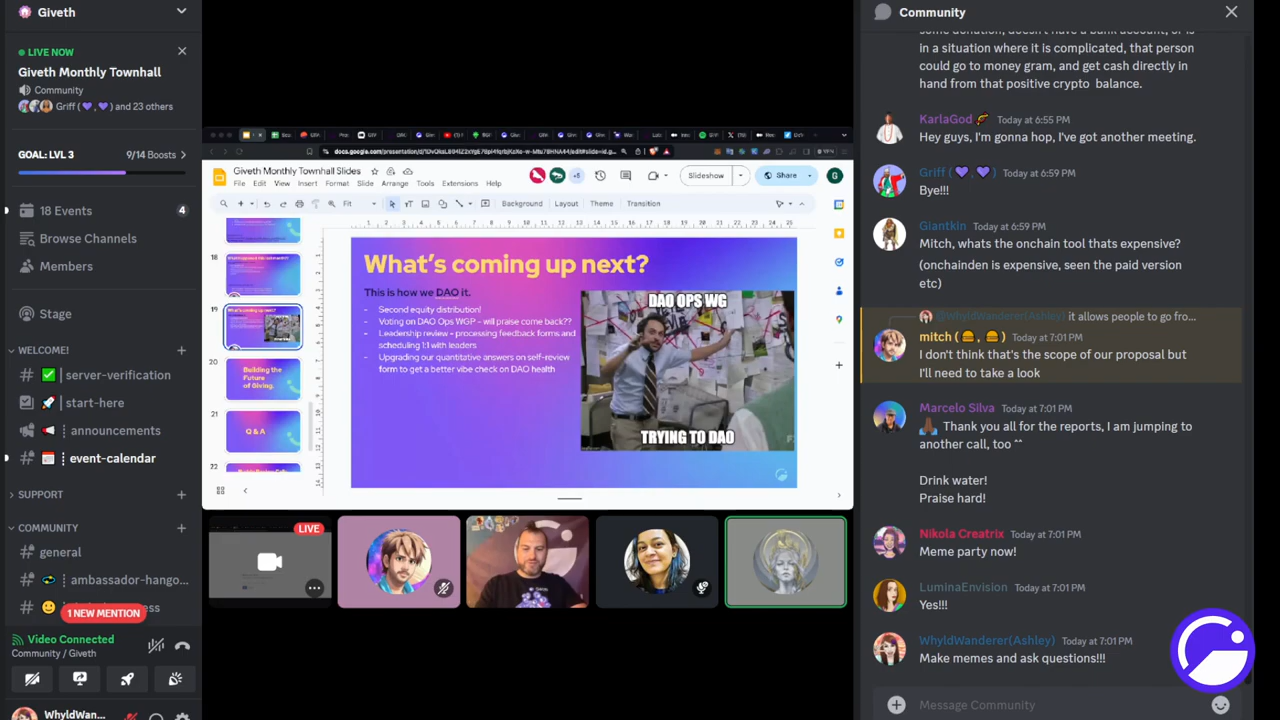 Giveth
LIVE NOW
Giveth Monthly Townhall
Community
Griff (💜,💜) and 23 others
GOAL: LVL 3
9/14 Boosts
18 Events
4
Browse Channels
Members
Stage
WELCOME!
✅ | server-verification
🚀 | start-here
📢 | announcements
📅 | event-calendar
SUPPORT
COMMUNITY
general
| ambassador-hango...
1 NEW MENTION
Video Connected
Community / Giveth
WhyldWan...
Giveth Monthly Townhall Slides
File Edit View Insert Format Slide Arrange Tools Extensions Help
+8
Slideshow
Share
G
Fit
Background Layout Theme Transition
18
19
20
Building the
Future
of Giving.
21
Q & A
22
What's coming up next?
This is how we DAO it.
- Second equity distribution!
- Voting on DAO Ops WGP - will praise come back??
- Leadership review - processing feedback forms and
scheduling 1:1 with leaders
- Upgrading our quantitative answers on self-review
form to get a better vibe check on DAO health
DAO OPS WG
TRYING TO DAO
LIVE
Community
some donation, doesn't have a bank account, or is
in a situation where it is complicated, that person
could go to money gram, and get cash directly in
hand from that positive crypto balance.
KarlaGod Today at 6:55 PM
Hey guys, I'm gonna hop, I've got another meeting.
Griff (💜,💜) Today at 6:59 PM
Bye!!!
Giantkin Today at 6:59 PM
Mitch, whats the onchain tool thats expensive?
(onchainden is expensive, seen the paid version
etc)
@WhyldWanderer(Ashley) it allows people to go fro...
mitch (🍔,🍔) Today at 7:01 PM
I don't think that's the scope of our proposal but
I'll need to take a look
Marcelo Silva Today at 7:01 PM
🙏🏾 Thank you all for the reports, I am jumping to
another call, too ^^
Drink water!
Praise hard!
Nikola Creatrix Today at 7:01 PM
Meme party now!
LuminaEnvision Today at 7:01 PM
Yes!!!
WhyldWanderer(Ashley) Today at 7:01 PM
Make memes and ask questions!!!
Message Community